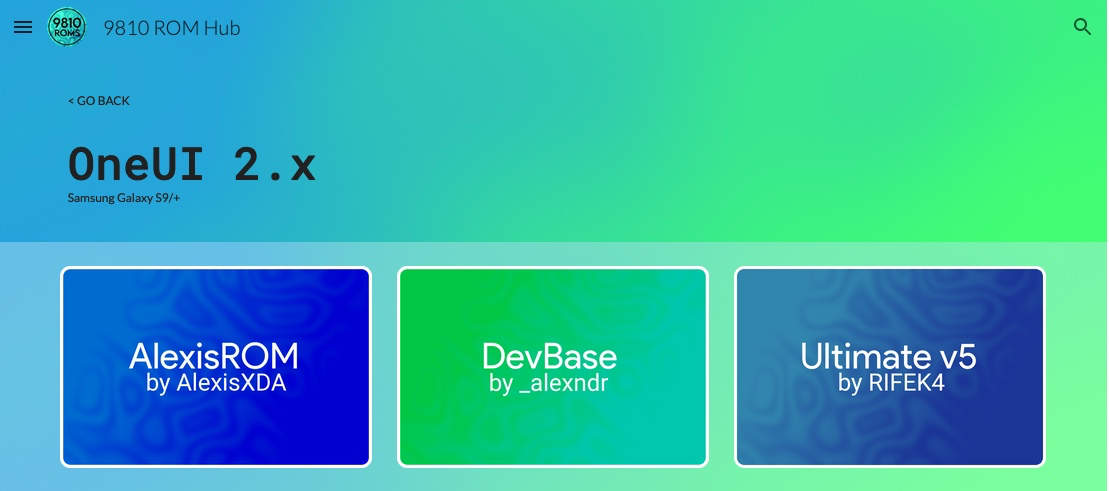 9810
ROMS
9810 ROM Hub
< GO BACK
OneUI 2.x
Samsung Galaxy S9/+
AlexisROM
by AlexisXDA
DevBase
by _alexndr
Ultimate v5
by RIFEK4